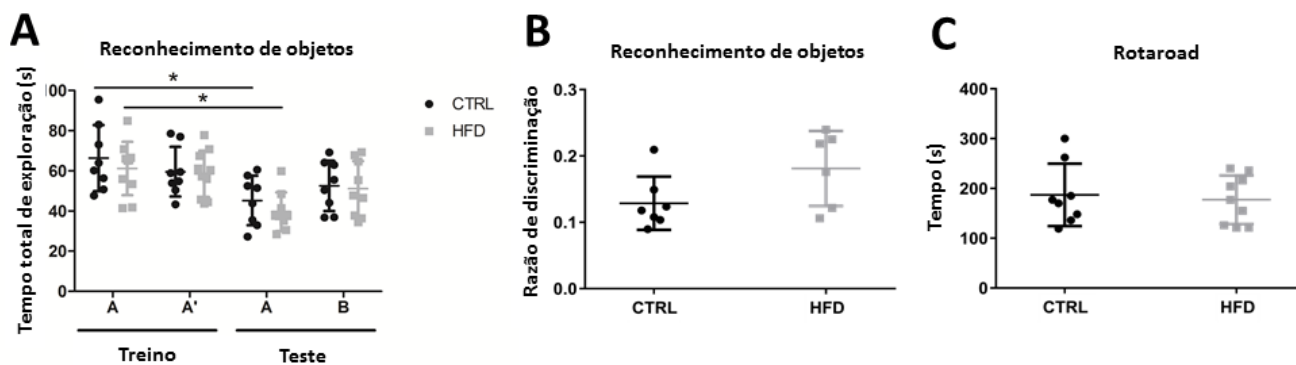 A
Reconhecimento de objetos
Tempo total de exploração (s)
100
80
60
40
20
0
*
*
A
A'
A
B
Treino
Teste
CTRL
HFD
B
Reconhecimento de objetos
Razão de discriminação
0.3
0.2
0.1
0.0
CTRL
HFD
C
Rotaroad
Tempo (s)
400
300
200
100
0
CTRL
HFD